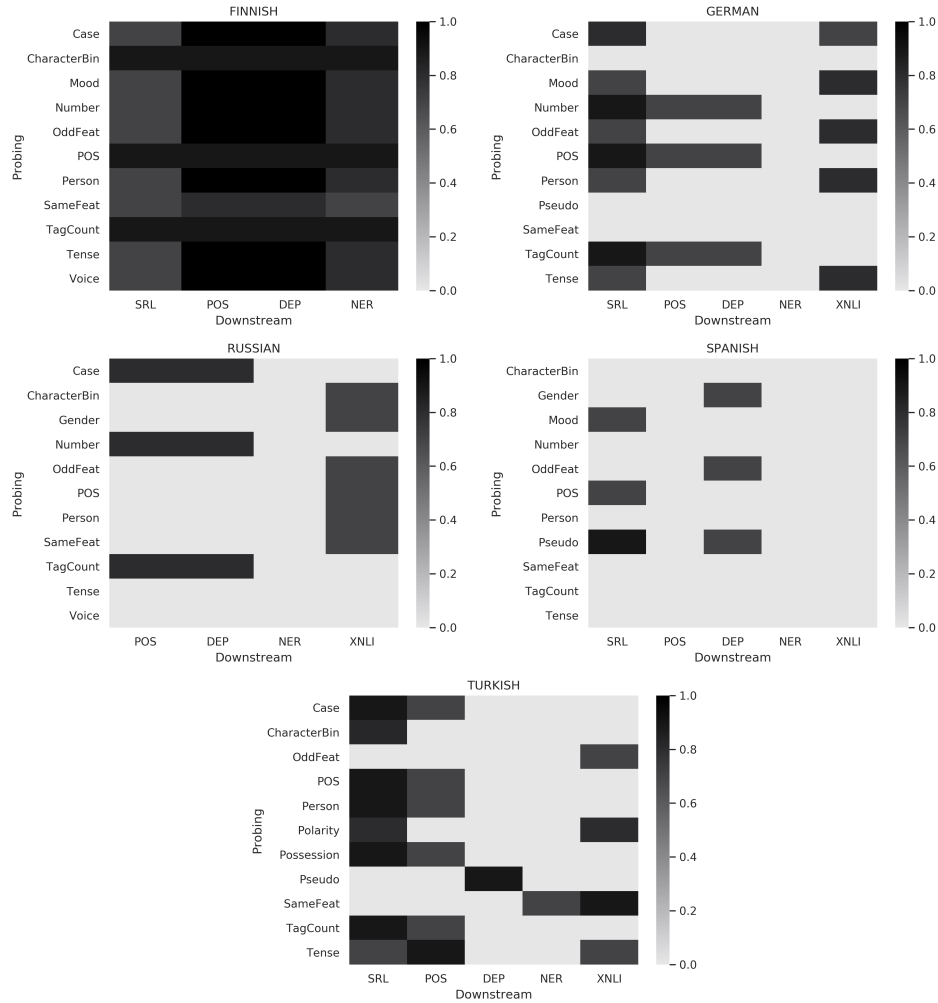 FINNISH
Case
CharacterBin
Mood
Number
OddFeat
POS
Person
SameFeat
TagCount
Tense
Voice
Probing
SRL POS DEP NER
Downstream
1.0
0.8
0.6
0.4
0.2
0.0
GERMAN
Case
CharacterBin
Mood
Number
OddFeat
POS
Person
Pseudo
SameFeat
TagCount
Tense
Probing
SRL POS DEP NER XNLI
Downstream
1.0
0.8
0.6
0.4
0.2
0.0
RUSSIAN
Case
CharacterBin
Gender
Number
OddFeat
POS
Person
SameFeat
TagCount
Tense
Voice
Probing
POS DEP NER XNLI
Downstream
1.0
0.8
0.6
0.4
0.2
0.0
SPANISH
CharacterBin
Gender
Mood
Number
OddFeat
POS
Person
Pseudo
SameFeat
TagCount
Tense
Probing
SRL POS DEP NER XNLI
Downstream
1.0
0.8
0.6
0.4
0.2
0.0
TURKISH
Case
CharacterBin
OddFeat
POS
Person
Polarity
Possession
Pseudo
SameFeat
TagCount
Tense
Probing
SRL POS DEP NER XNLI
Downstream
1.0
0.8
0.6
0.4
0.2
0.0